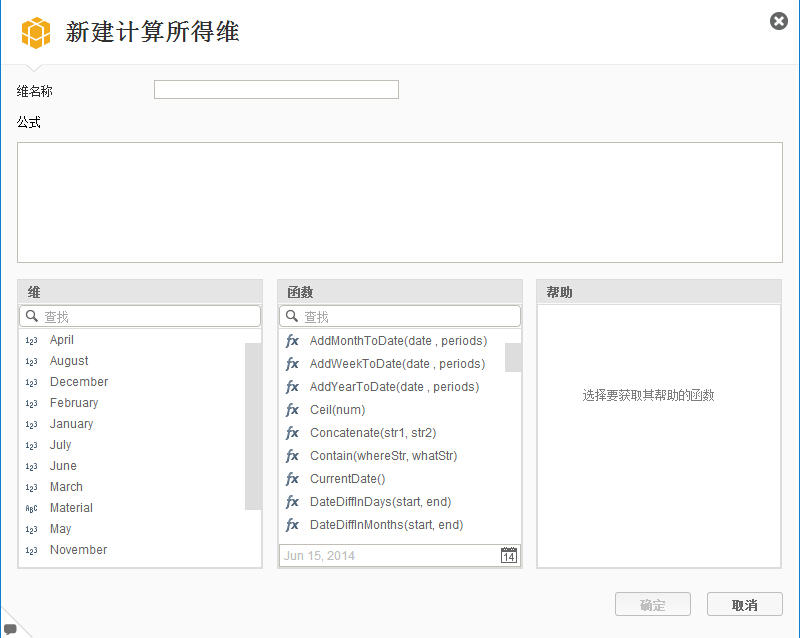 新建计算所得维
维名称
公式
维
查找
123 April
123 August
123 December
123 February
123 January
123 July
123 June
123 March
ABC Material
123 May
123 November
函数
查找
fx AddMonthToDate(date , periods)
fx AddWeekToDate(date , periods)
fx AddYearToDate(date , periods)
fx Ceil(num)
fx Concatenate(str1, str2)
fx Contain(whereStr, whatStr)
fx CurrentDate()
fx DateDiffInDays(start, end)
fx DateDiffInMonths(start, end)
Jun 15, 2014
14
帮助
选择要获取其帮助的函数
确定
取消